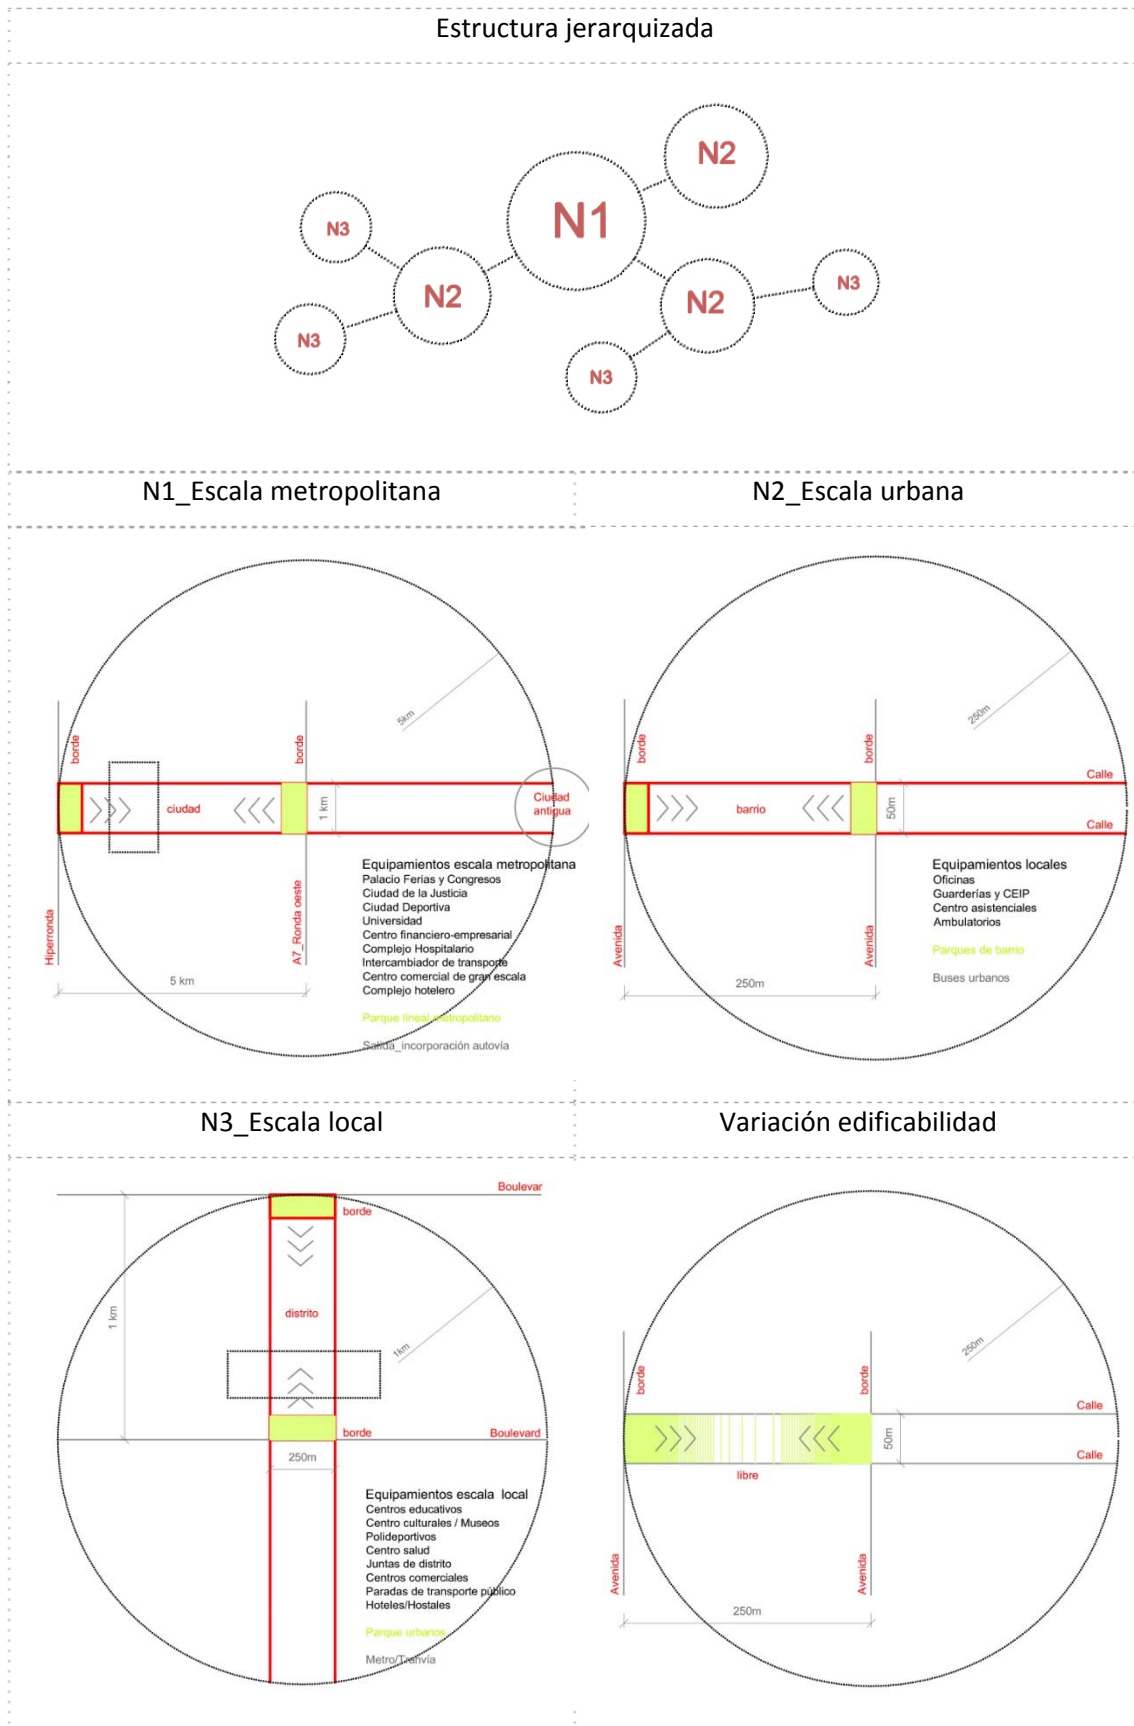 Estructura jerarquizada
N2
N1
N3
N2
N2
N3
N3
N3
N1_Escala metropolitana
N2_Escala urbana
5km
borde
borde
ciudad
1 km
Ciudad
antigua
Hiperronda
A7_Ronda oeste
5 km
Equipamientos escala metropolitana
Palacio Ferias y Congresos
Ciudad de la Justicia
Ciudad Deportiva
Universidad
Centro financiero-empresarial
Complejo Hospitalario
Intercambiador de transporte
Centro comercial de gran escala
Complejo hotelero
Parque lineal metropolitano
Salida_incorporación autovía
250m
borde
borde
Calle
barrio
50m
Calle
Avenida
Avenida
250m
Equipamientos locales
Oficinas
Guarderías y CEIP
Centro asistenciales
Ambulatorios
Parques de barrio
Buses urbanos
N3_Escala local
Variación edificabilidad
Boulevar
borde
1 km
distrito
1km
borde
Boulevard
250m
Equipamientos escala local
Centros educativos
Centro culturales / Museos
Polideportivos
Centro salud
Juntas de distrito
Centros comerciales
Paradas de transporte público
Hoteles/Hostales
Parque urbanos
Metro/Tranvía
250m
borde
borde
Calle
50m
Calle
libre
Avenida
Avenida
250m